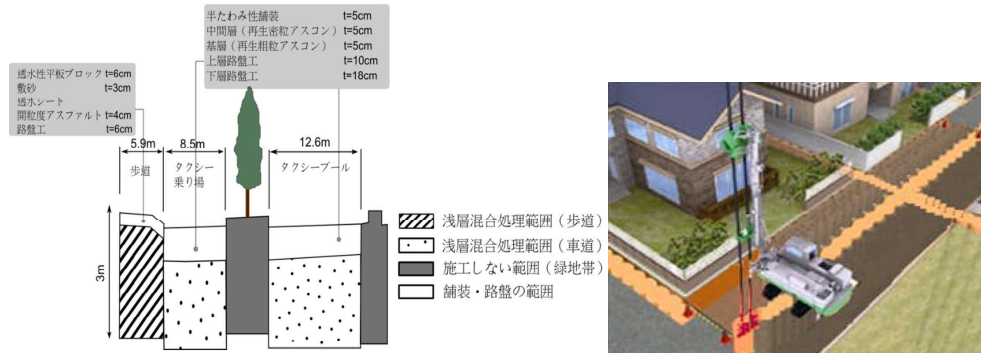 半たわみ性舗装 t=5cm
中間層（再生密粒アスコン） t=5cm
基層（再生粗粒アスコン） t=5cm
上層路盤工 t=10cm
下層路盤工 t=18cm
透水性平板ブロック t=6cm
敷砂 t=3cm
透水シート
開粒度アスファルト t=4cm
路盤工 t=6cm
5.9m 8.5m 12.6m
歩道 タクシー乗り場 タクシープール
3m
浅層混合処理範囲（歩道）
浅層混合処理範囲（車道）
施工しない範囲（緑地帯）
舗装・路盤の範囲